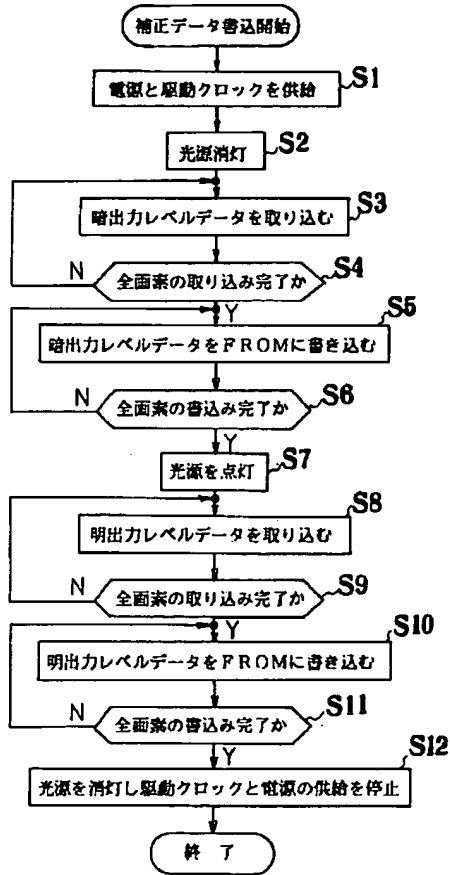 補正データ書込開始
電源と駆動クロックを供給
S1
光源消灯
S2
暗出力レベルデータを取り込む
S3
全画素の取り込み完了か
S4
N
Y
暗出力レベルデータをFROMに書き込む
S5
全画素の書込み完了か
S6
N
Y
光源を点灯
S7
明出力レベルデータを取り込む
S8
全画素の取り込み完了か
S9
N
Y
明出力レベルデータをFROMに書き込む
S10
全画素の書込み完了か
S11
N
Y
光源を消灯し駆動クロックと電源の供給を停止
S12
終了